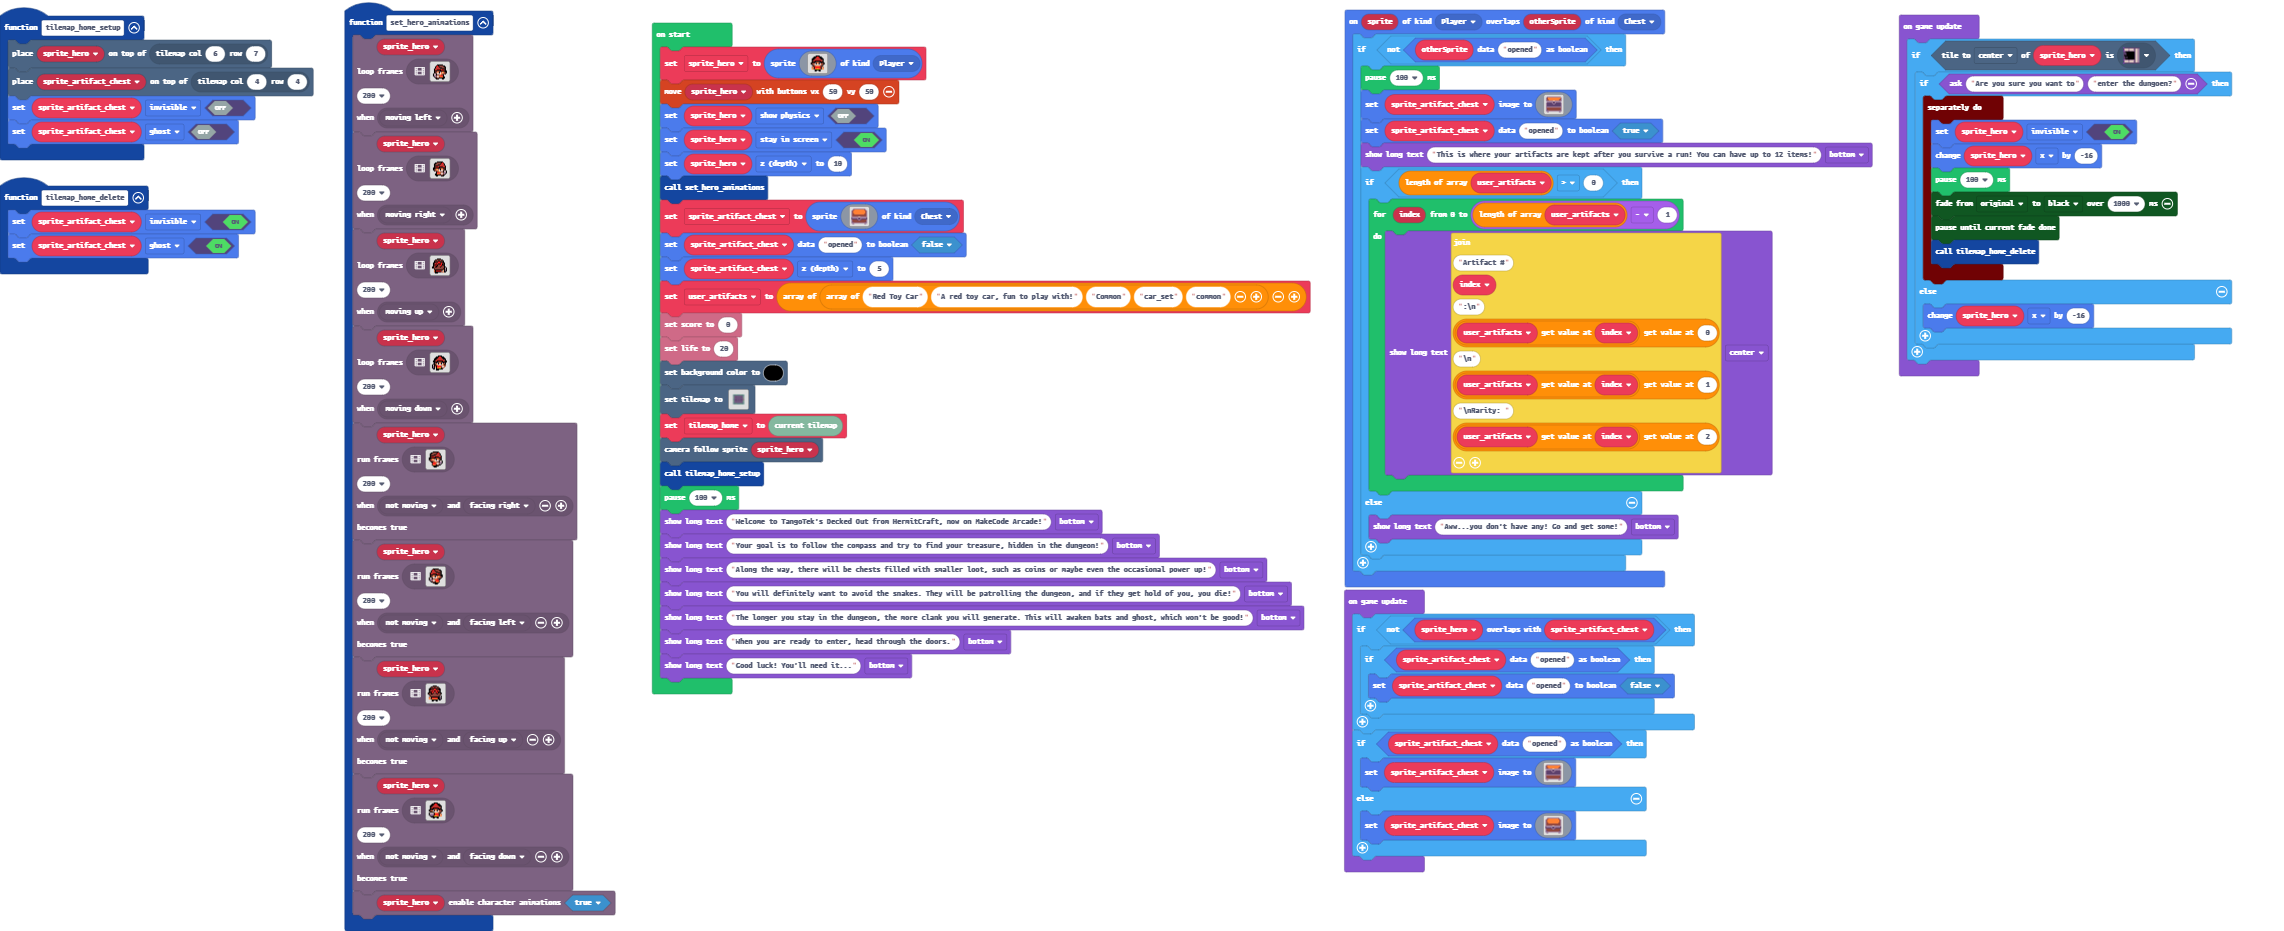 function tilemap_home_setup
place sprite_hero on top of tilemap col 6 row 7
place sprite_artifact_chest on top of tilemap col 4 row 4
set sprite_artifact_chest invisible OFF
set sprite_artifact_chest ghost OFF
function tilemap_home_delete
set sprite_artifact_chest invisible ON
set sprite_artifact_chest ghost ON
function set_hero_animations
sprite_hero
loop frames
200
when moving left
sprite_hero
loop frames
200
when moving right
sprite_hero
loop frames
200
when moving up
sprite_hero
loop frames
200
when moving down
sprite_hero
run frames
200
when not moving and facing right
becomes true
sprite_hero
run frames
200
when not moving and facing left
becomes true
sprite_hero
run frames
200
when not moving and facing up
becomes true
sprite_hero
run frames
200
when not moving and facing down
becomes true
sprite_hero enable character animations true
on start
set sprite_hero to sprite of kind Player
move sprite_hero with buttons vx 50 vy 50
set sprite_hero show physics OFF
set sprite_hero stay in screen ON
set sprite_hero z (depth) to 10
call set_hero_animations
set sprite_artifact_chest to sprite of kind Chest
set sprite_artifact_chest data "opened" to boolean false
set sprite_artifact_chest z (depth) to 5
set user_artifacts to array of array of "Red Toy Car" "A red toy car, fun to play with!" "Common" "car_set" "common"
set score to 0
set life to 20
set background color to
set tilemap to
set tilemap_home to current tilemap
camera follow sprite sprite_hero
call tilemap_home_setup
pause 100 ms
show long text "Welcome to TangoTek's Decked Out from HermitCraft, now on MakeCode Arcade!" bottom
show long text "Your goal is to follow the compass and try to find your treasure, hidden in the dungeon!" bottom
show long text "Along the way, there will be chests filled with smaller loot, such as coins or maybe even the occasional power up!" bottom
show long text "You will definitely want to avoid the snakes. They will be patrolling the dungeon, and if they get hold of you, you die!" bottom
show long text "The longer you stay in the dungeon, the more clank you will generate. This will awaken bats and ghost, which won't be good!" bottom
show long text "When you are ready to enter, head through the doors." bottom
show long text "Good luck! You'll need it..." bottom
on sprite of kind Player overlaps otherSprite of kind Chest
if not otherSprite data "opened" as boolean then
pause 100 ms
set sprite_artifact_chest image to
set sprite_artifact_chest data "opened" to boolean true
show long text "This is where your artifacts are kept after you survive a run! You can have up to 12 items!" bottom
if length of array user_artifacts > 0 then
for index from 0 to length of array user_artifacts - 1
do
join
"Artifact #"
index
":\n"
user_artifacts get value at index get value at 0
show long text "\n" center
user_artifacts get value at index get value at 1
"\nRarity: "
user_artifacts get value at index get value at 2
else
show long text "Aww...you don't have any! Go and get some!" bottom
on game update
if not sprite_hero overlaps with sprite_artifact_chest then
if sprite_artifact_chest data "opened" as boolean then
set sprite_artifact_chest data "opened" to boolean false
if sprite_artifact_chest data "opened" as boolean then
set sprite_artifact_chest image to
else
set sprite_artifact_chest image to
on game update
if tile to center of sprite_hero is then
if ask "Are you sure you want to" "enter the dungoen?" then
separately do
set sprite_hero invisible ON
change sprite_hero x by -16
pause 100 ms
fade from original to black over 1000 ms
pause until current fade done
call tilemap_home_delete
else
change sprite_hero x by -16